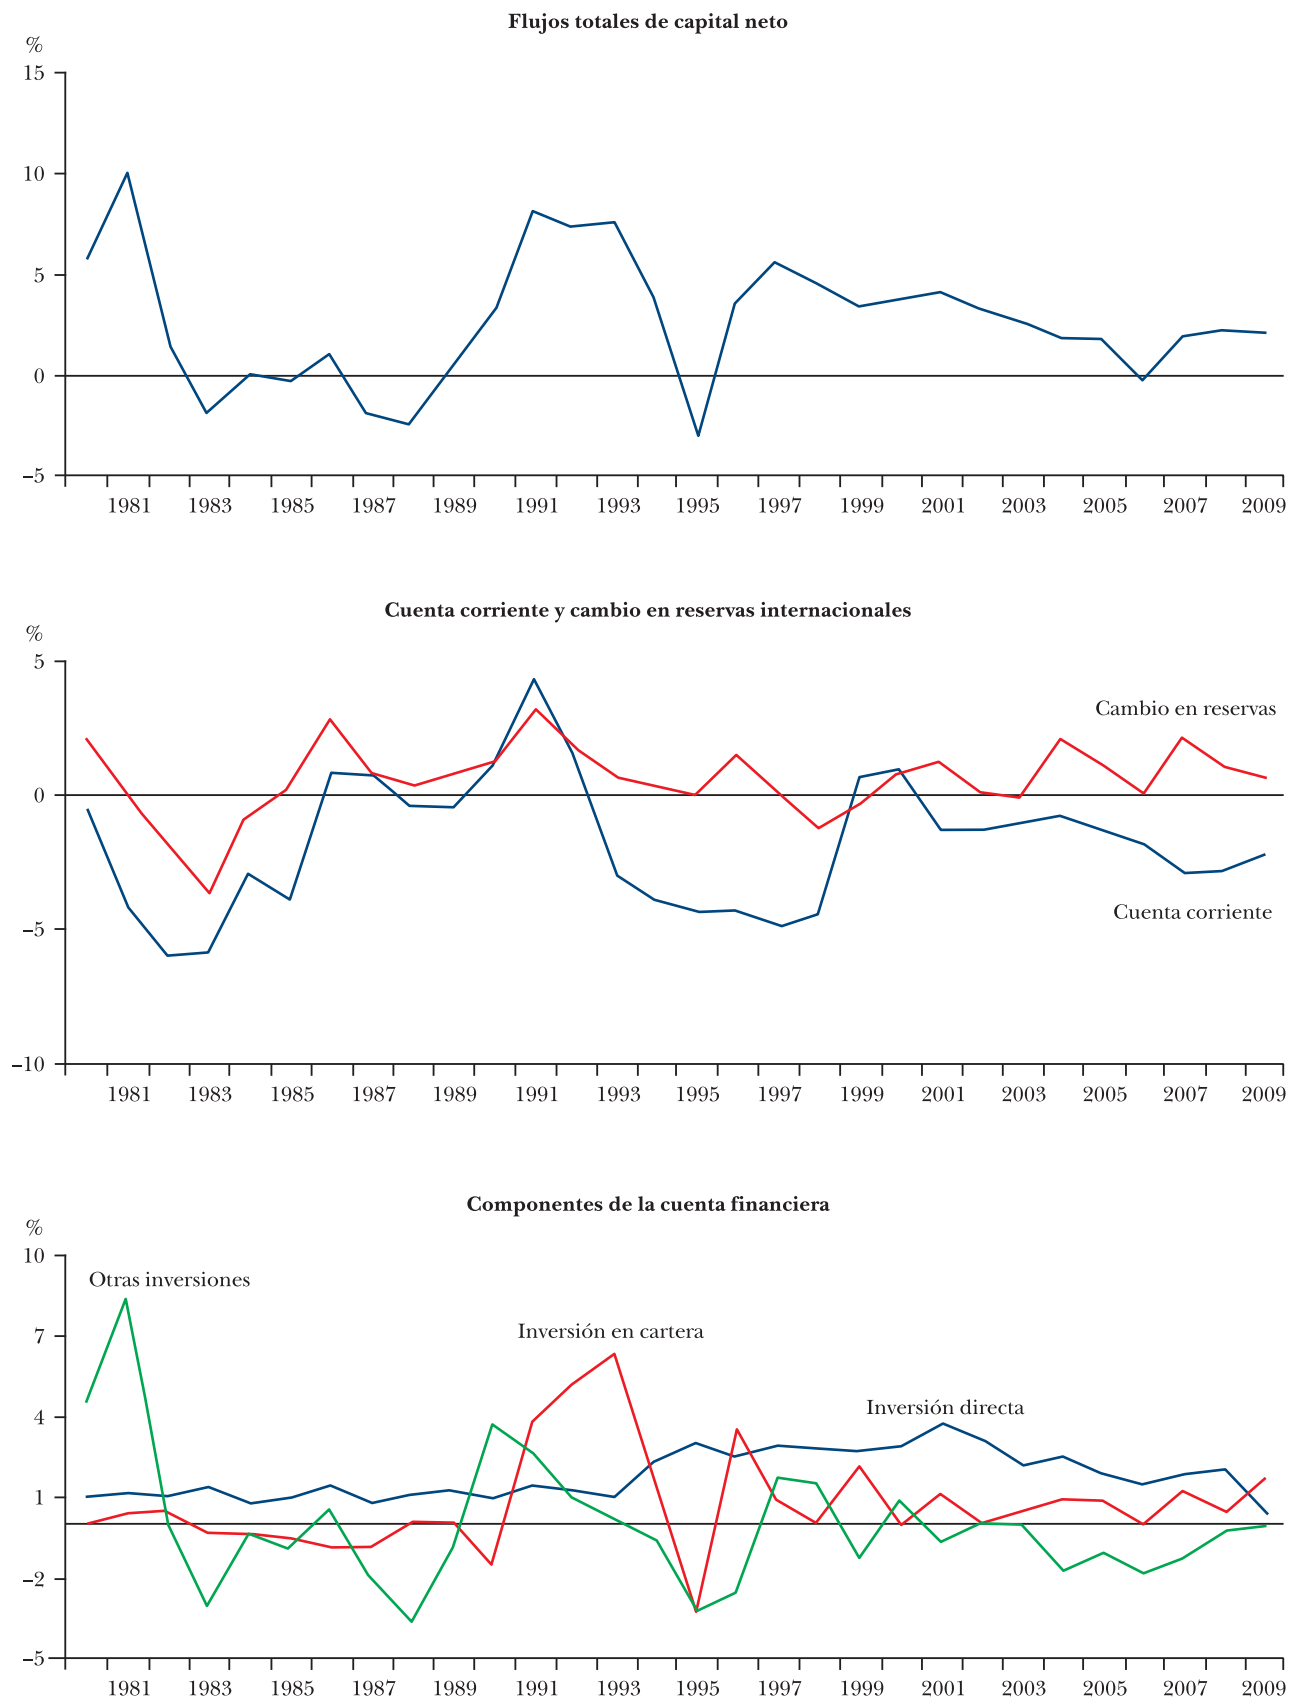 Flujos totales de capital neto
%
15
10
5
0
–5
1981 1983 1985 1987 1989 1991 1993 1995 1997 1999 2001 2003 2005 2007 2009
Cuenta corriente y cambio en reservas internacionales
%
5
Cambio en reservas
0
Cuenta corriente
–5
–10
1981 1983 1985 1987 1989 1991 1993 1995 1997 1999 2001 2003 2005 2007 2009
Componentes de la cuenta financiera
%
10
Otras inversiones
7
Inversión en cartera
Inversión directa
4
1
–2
–5
1981 1983 1985 1987 1989 1991 1993 1995 1997 1999 2001 2003 2005 2007 2009